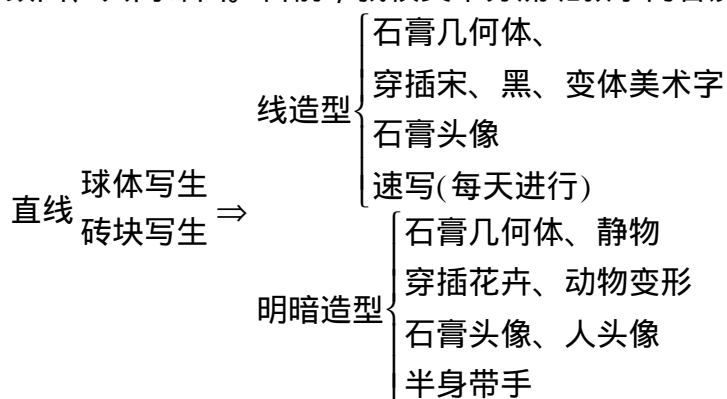 石膏几何体、
穿插宋、黑、变体美术字
线造型
石膏头像
速写(每天进行)
球体写生
直线 ⇒
砖块写生
石膏几何体、静物
穿插花卉、动物变形
明暗造型
石膏头像、人头像
半身带手